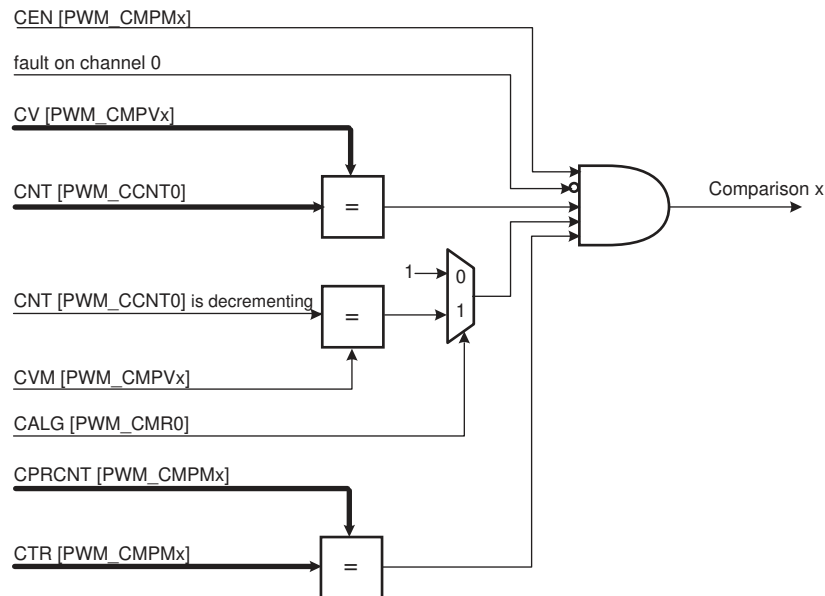 CEN [PWM_CMPMx]
fault on channel 0
CV [PWM_CMPVx]
CNT [PWM_CCNT0]
=
Comparison x
1
0
1
CNT [PWM_CCNT0] is decrementing
=
CVM [PWM_CMPVx]
CALG [PWM_CMR0]
CPRCNT [PWM_CMPMx]
CTR [PWM_CMPMx]
=